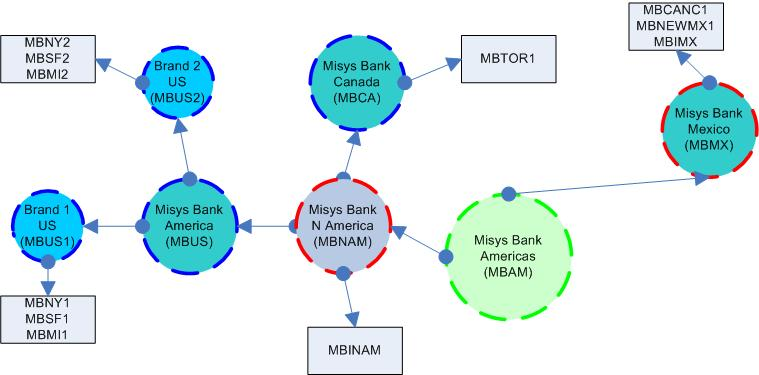 MBCANC1
MBNEWMX1
MBIMX
MBNY2
MBSF2
MBMI2
Brand 2
US
(MBUS2)
Misys Bank
Canada
(MBCA)
MBTOR1
Misys Bank
Mexico
(MBMX)
Brand 1
US
(MBUS1)
Misys Bank
America
(MBUS)
Misys Bank
N America
(MBNAM)
Misys Bank
Americas
(MBAM)
MBNY1
MBSF1
MBMI1
MBINAM